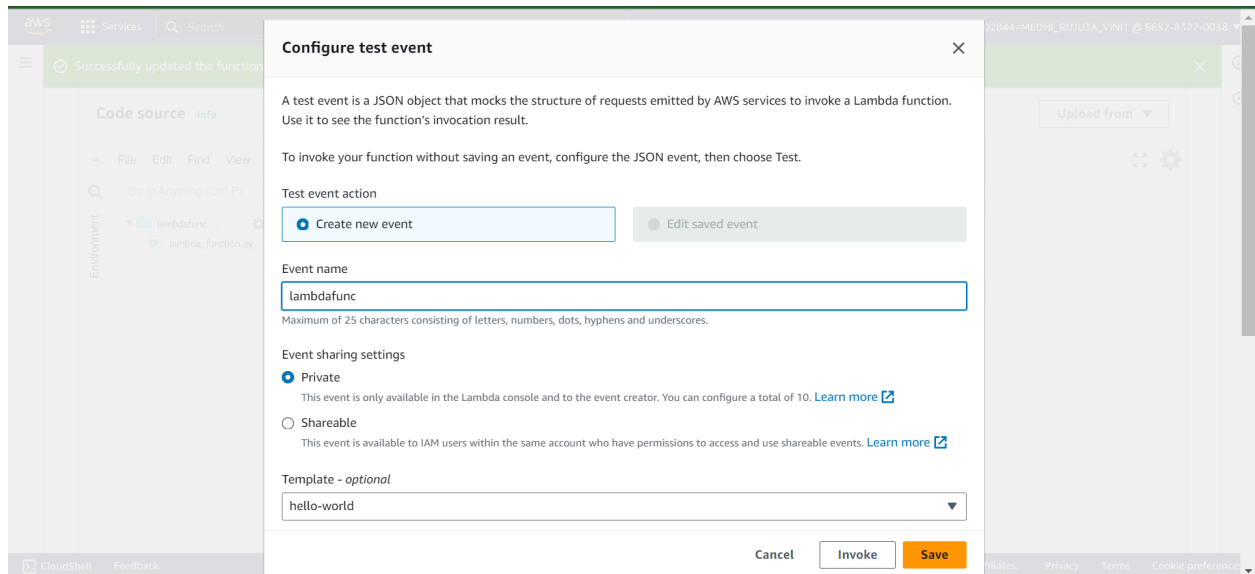 aws
Services
Search
02844=MEDHI_RUJUTA_VINIT @ 6657-8327-0038
Successfully updated the function
Code source Info
Upload from
File Edit Find View
Go to Anything (Ctrl-P)
Environment
lambdafunc
lambda_function.py
Configure test event
A test event is a JSON object that mocks the structure of requests emitted by AWS services to invoke a Lambda function.
Use it to see the function's invocation result.
To invoke your function without saving an event, configure the JSON event, then choose Test.
Test event action
Create new event
Edit saved event
Event name
lambdafunc
Maximum of 25 characters consisting of letters, numbers, dots, hyphens and underscores.
Event sharing settings
Private
This event is only available in the Lambda console and to the event creator. You can configure a total of 10. Learn more
Shareable
This event is available to IAM users within the same account who have permissions to access and use shareable events. Learn more
Template - optional
hello-world
Cancel
Invoke
Save
CloudShell Feedback
Privacy Terms Cookie preferences